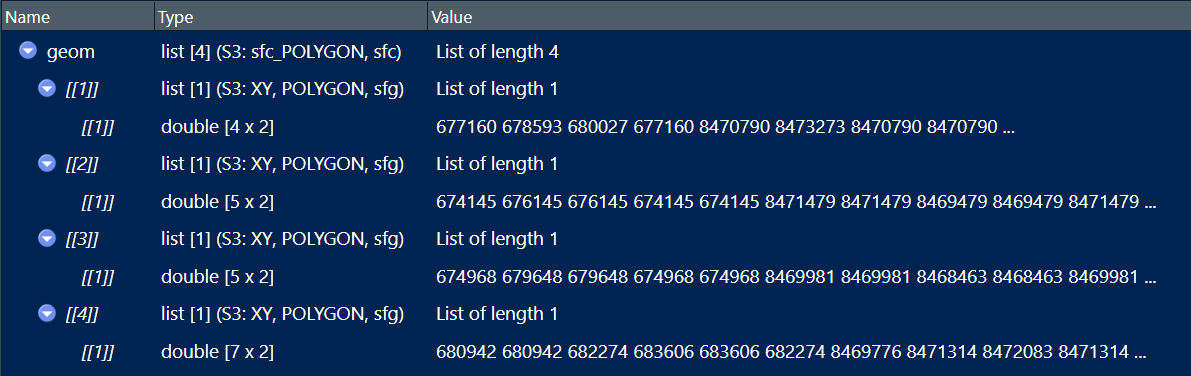 Name Type Value
geom list [4] (S3: sfc_POLYGON, sfc) List of length 4
[[1]] list [1] (S3: XY, POLYGON, sfg) List of length 1
[[1]] double [4 x 2] 677160 678593 680027 677160 8470790 8473273 8470790 8470790 ...
[[2]] list [1] (S3: XY, POLYGON, sfg) List of length 1
[[1]] double [5 x 2] 674145 676145 676145 674145 674145 8471479 8471479 8469479 8469479 8471479 ...
[[3]] list [1] (S3: XY, POLYGON, sfg) List of length 1
[[1]] double [5 x 2] 674968 679648 679648 674968 674968 8469981 8469981 8468463 8468463 8469981 ...
[[4]] list [1] (S3: XY, POLYGON, sfg) List of length 1
[[1]] double [7 x 2] 680942 680942 682274 683606 683606 682274 8469776 8471314 8472083 8471314 ...